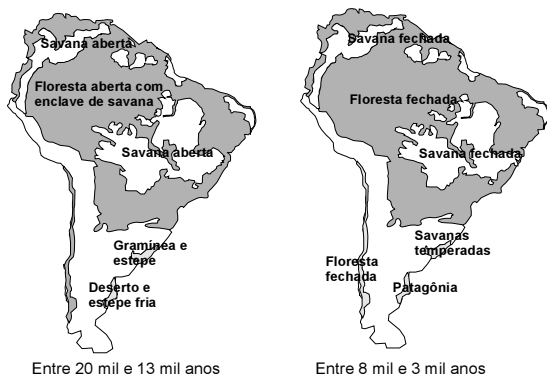 Savana aberta
Floresta aberta com
enclave de savana
Savana aberta
Gramínea e
estepe
Deserto e
estepe fria
Entre 20 mil e 13 mil anos
Savana fechada
Floresta fechada
Savana fechada
Savanas
temperadas
Floresta
fechada
Patagônia
Entre 8 mil e 3 mil anos